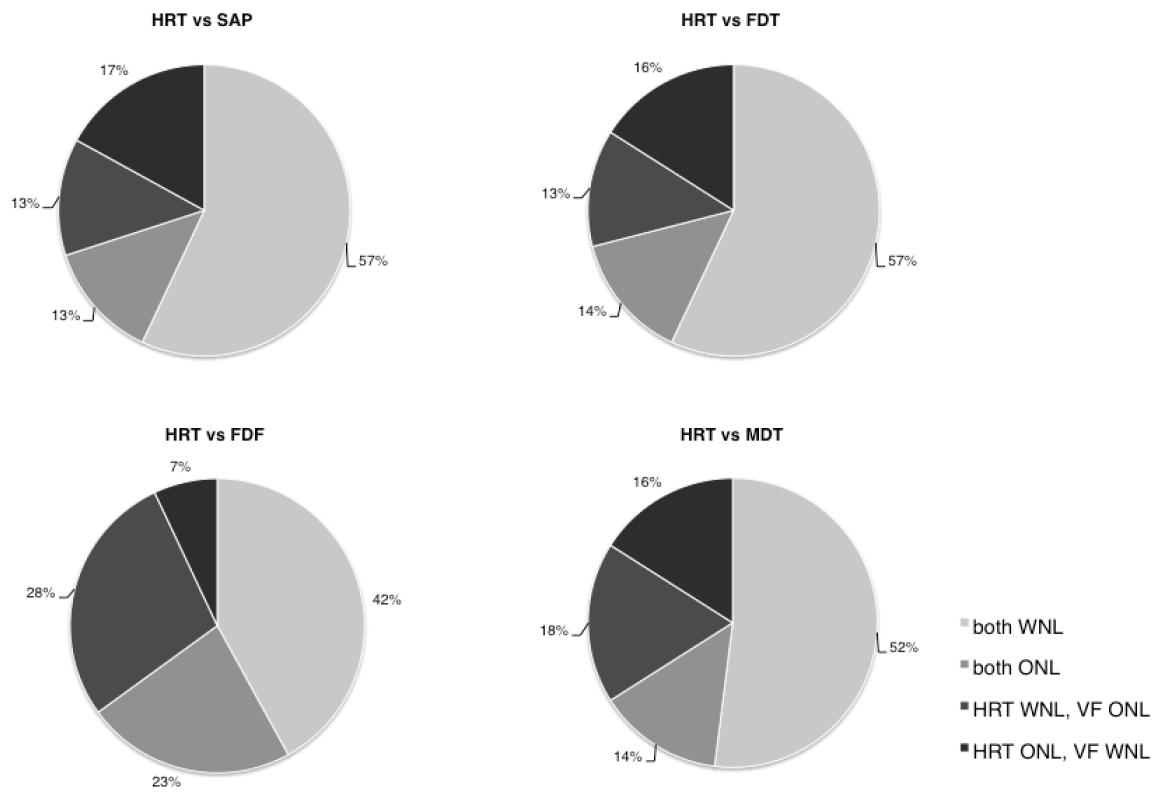 HRT vs SAP
17%
13%
13%
57%
HRT vs FDT
16%
13%
14%
57%
HRT vs FDF
7%
28%
42%
23%
HRT vs MDT
16%
18%
52%
14%
both WNL
both ONL
HRT WNL, VF ONL
HRT ONL, VF WNL